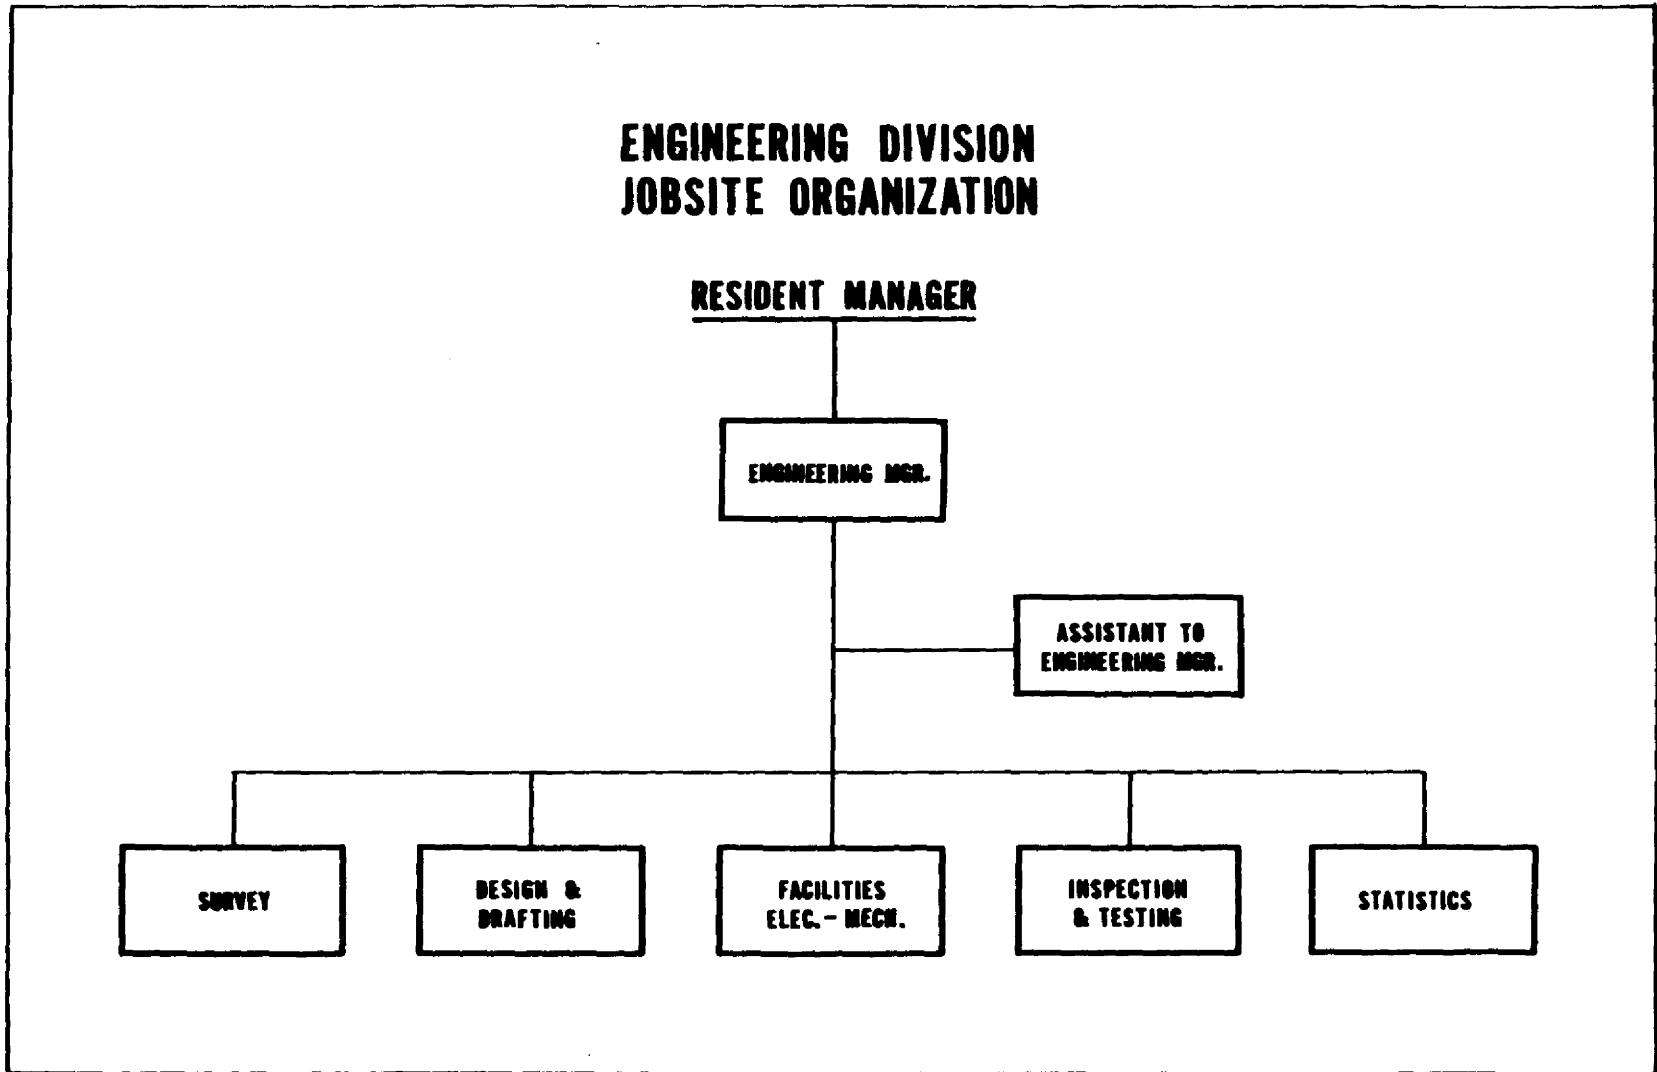 ENGINEERING DIVISION
JOBSITE ORGANIZATION
RESIDENT MANAGER
ENGINEERING MGR.
ASSISTANT TO
ENGINEERING MGR.
SURVEY
DESIGN &
DRAFTING
FACILITIES
ELEC.- MECH.
INSPECTION
& TESTING
STATISTICS